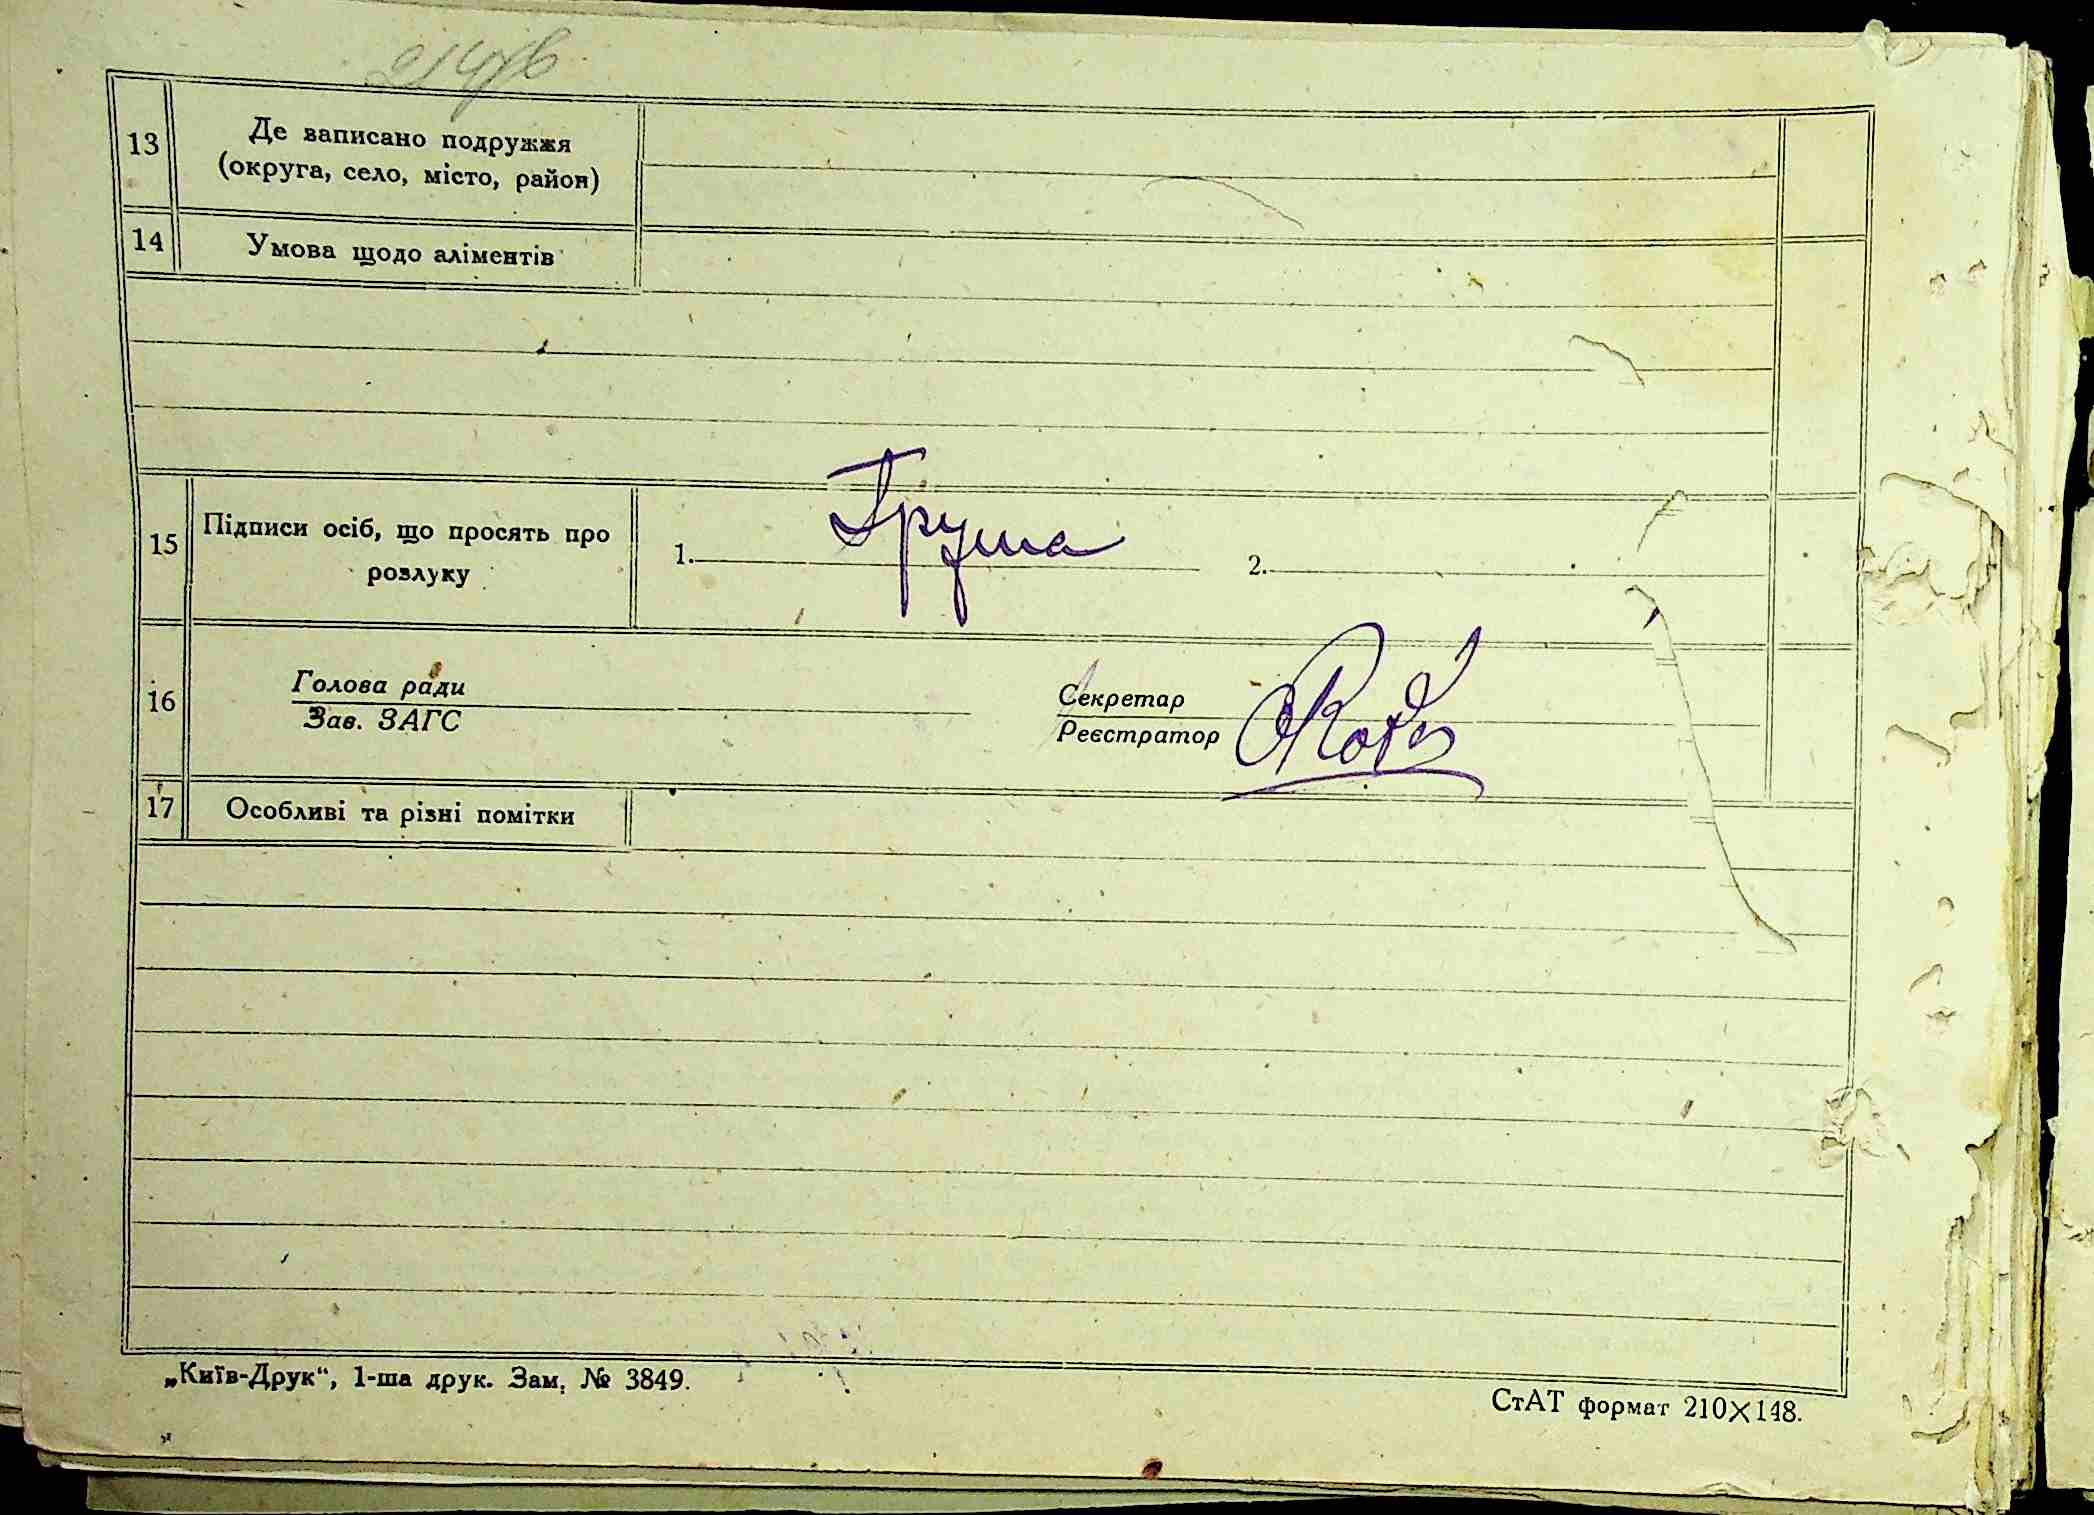 13 Де записано подружжя
(округа, село, місто, район)
14 Умова щодо аліментів
15 Підписи осіб, що просять про
розлуку
1. Груша 2.
16 Голова ради Секретар
Зав. ЗАГС Реєстратор
17 Особливі та різні помітки
„Київ-Друк“, 1-ша друк. Зам. № 3849.
СтАТ формат 210×148.